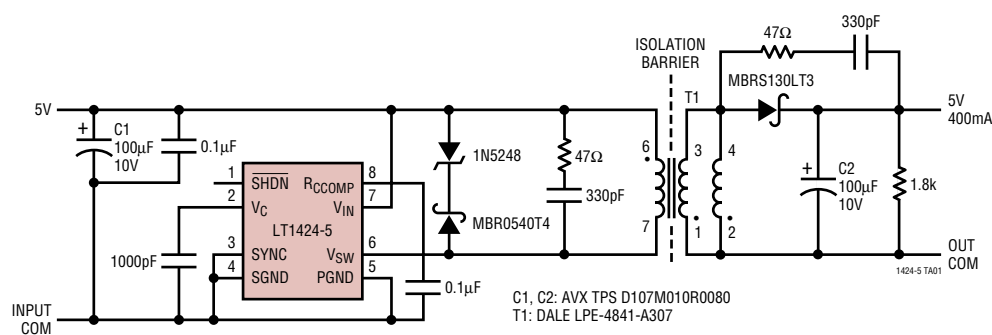 330pF
47Ω
ISOLATION
BARRIER
MBRS130LT3
T1
5V
5V
400mA
+
C1
100µF
10V
0.1µF
1N5248
47Ω
330pF
MBR0540T4
6
7
3
4
1
2
+
C2
100µF
10V
1.8k
1
SHDN
RCCOMP
8
2
VC
VIN
7
LT1424-5
3
SYNC
VSW
6
4
SGND
PGND
5
1000pF
0.1µF
INPUT
COM
OUT
COM
1424-5 TA01
C1, C2: AVX TPS D107M010R0080
T1: DALE LPE-4841-A307